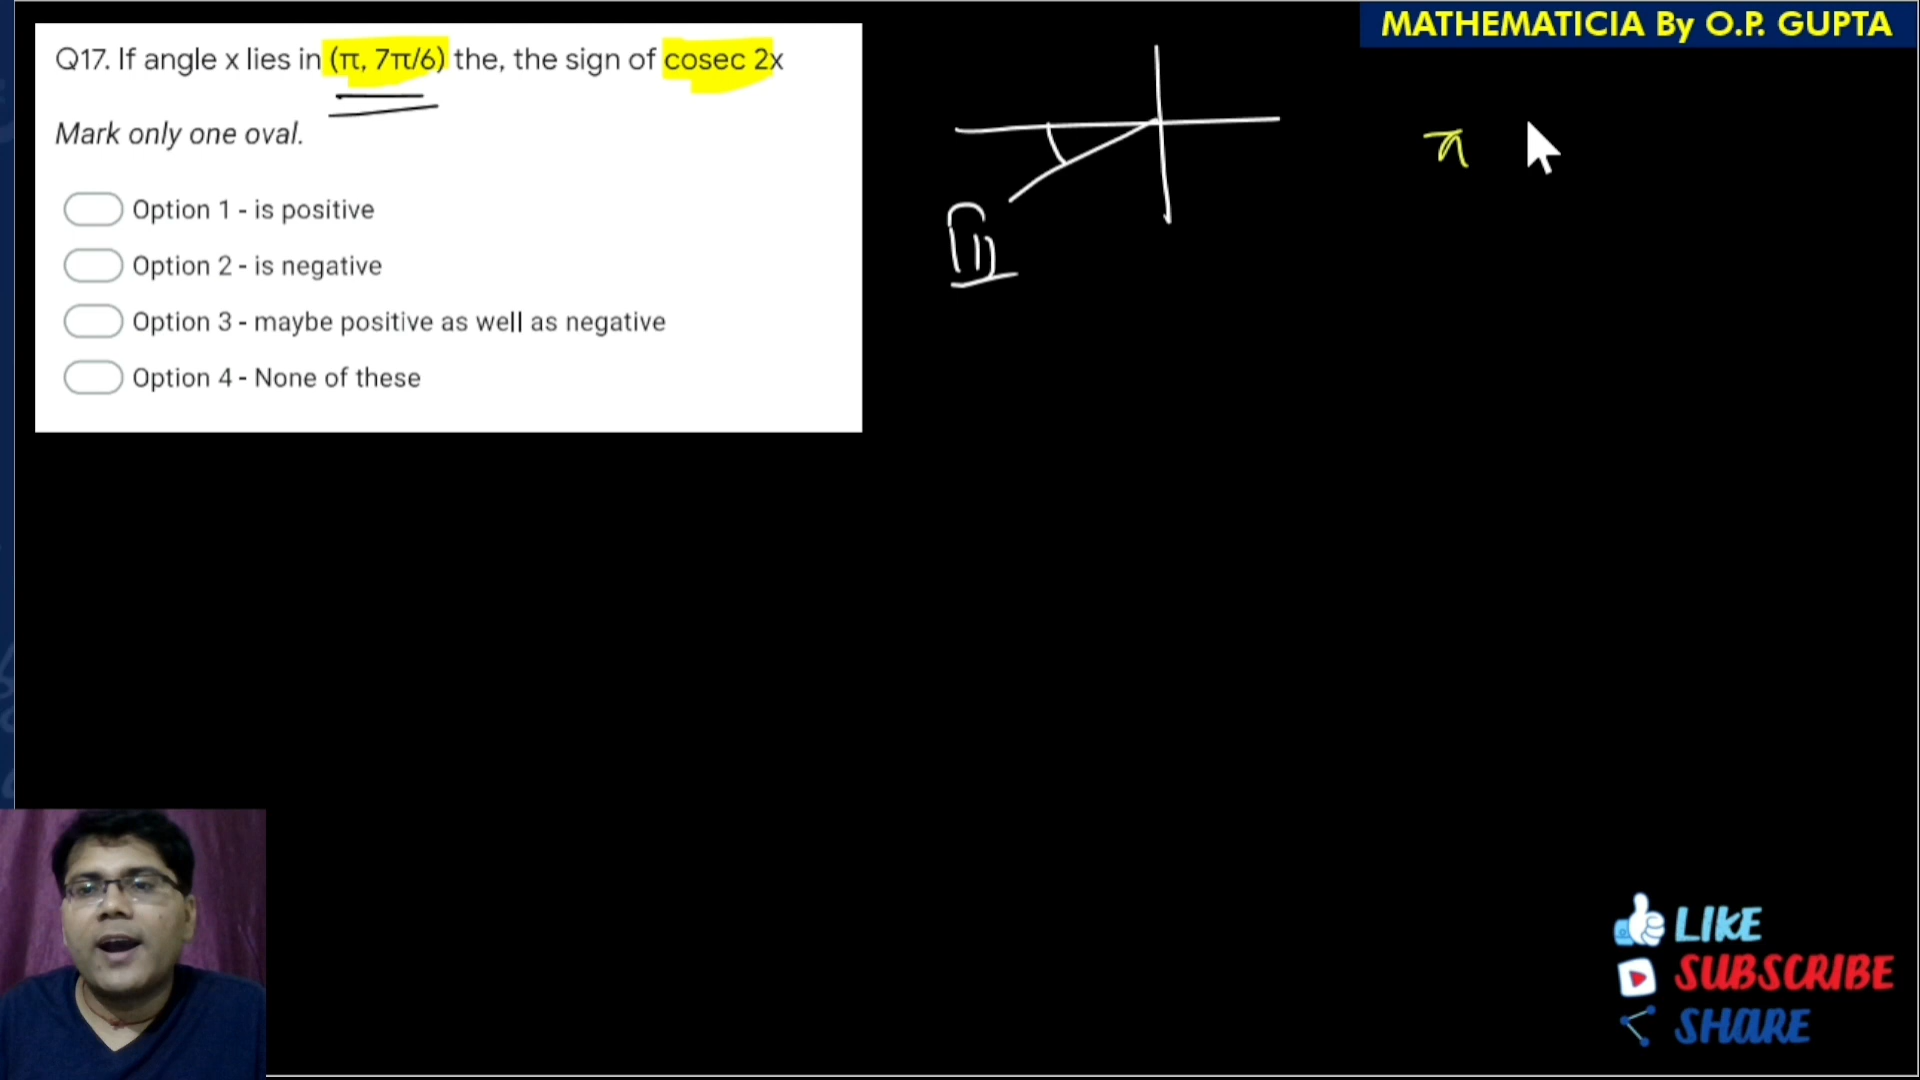 MATHEMATICIA By O.P. GUPTA
Q17. If angle x lies in (π, 7π/6) the, the sign of cosec 2x
Mark only one oval.
Option 1 - is positive
Option 2 - is negative
Option 3 - maybe positive as well as negative
Option 4 - None of these
III
π
LIKE
SUBSCRIBE
SHARE